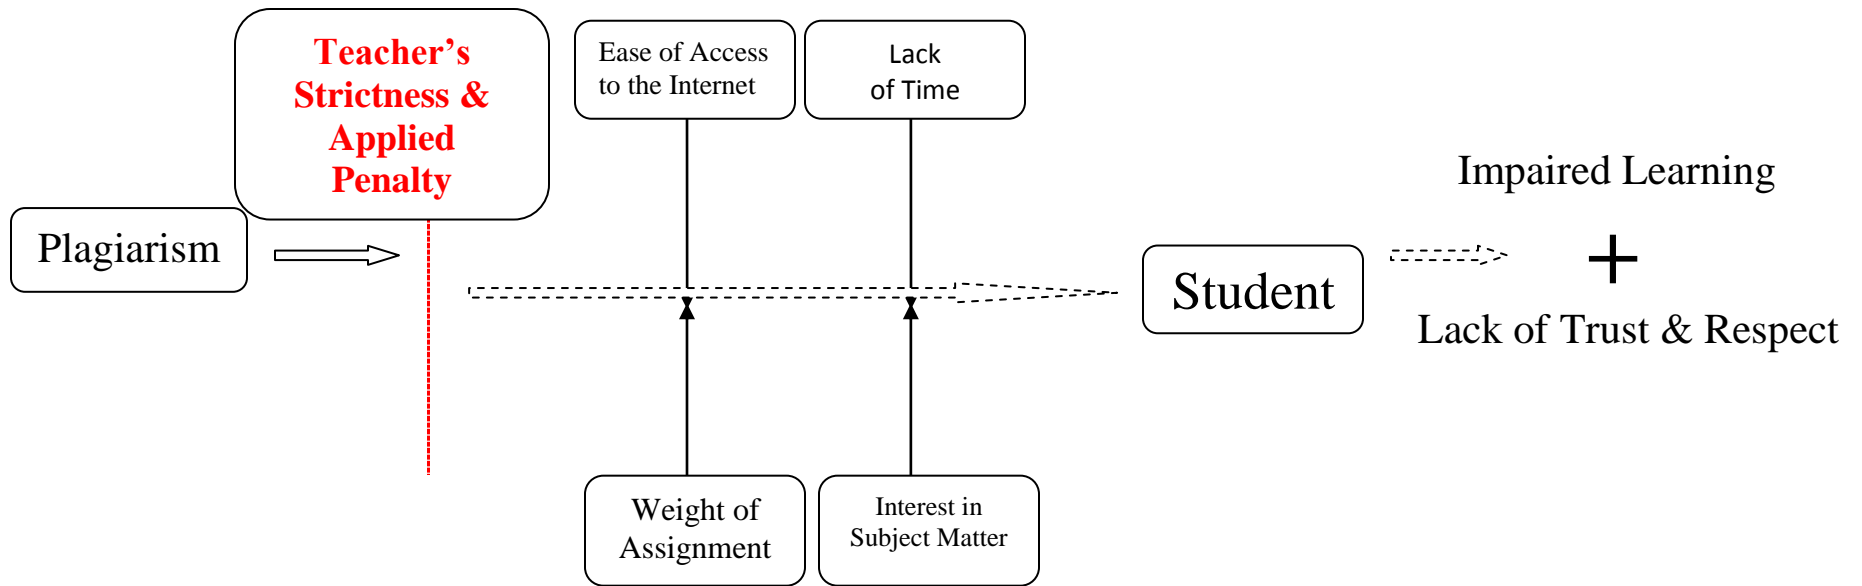 Teacher’s
Strictness &
Applied
Penalty
Ease of Access
to the Internet
Lack
of Time
Plagiarism
Impaired Learning
+
Student
Lack of Trust & Respect
Weight of
Assignment
Interest in
Subject Matter